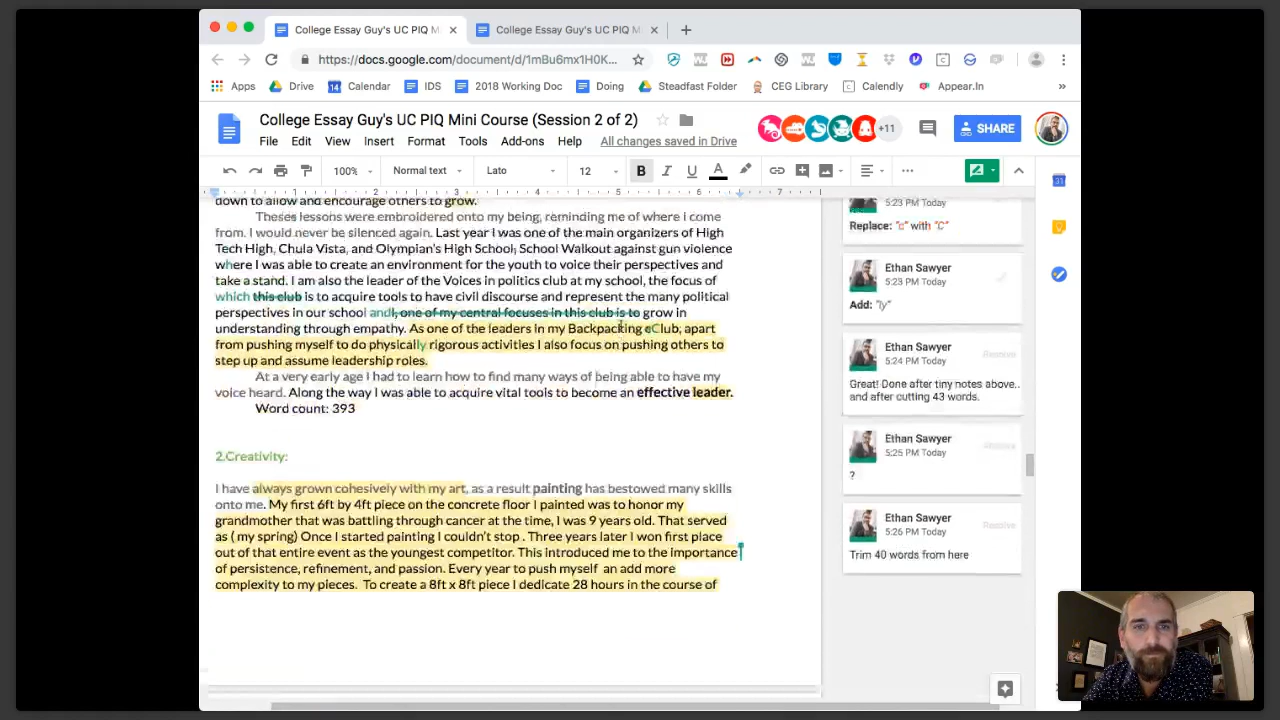 College Essay Guy's UC PIQ M
College Essay Guy's UC PIQ M
https://docs.google.com/document/d/1mBu6mx1H0K...
Apps Drive Calendar IDS 2018 Working Doc Doing Steadfast Folder CEG Library Calendly Appear.In »
College Essay Guy's UC PIQ Mini Course (Session 2 of 2)
+11 SHARE
File Edit View Insert Format Tools Add-ons Help All changes saved in Drive
100% Normal text Lato 12 B I U A
1 2 3 4 5 6 7
down to allow and encourage others to grow.
These lessons were embroidered onto my being, reminding me of where I come
from. I would never be silenced again. Last year I was one of the main organizers of High
Tech High, Chula Vista, and Olympian's High School, School Walkout against gun violence
where I was able to create an environment for the youth to voice their perspectives and
take a stand. I am also the leader of the Voices in politics club at my school, the focus of
which this club is to acquire tools to have civil discourse and represent the many political
perspectives in our school and I, one of my central focuses in this club is to grow in
understanding through empathy. As one of the leaders in my Backpacking cClub, apart
from pushing myself to do physically rigorous activities I also focus on pushing others to
step up and assume leadership roles.
At a very early age I had to learn how to find many ways of being able to have my
voice heard. Along the way I was able to acquire vital tools to become an effective leader.
Word count: 393
2.Creativity:
I have always grown cohesively with my art, as a result painting has bestowed many skills
onto me. My first 6ft by 4ft piece on the concrete floor I painted was to honor my
grandmother that was battling through cancer at the time, I was 9 years old. That served
as ( my spring) Once I started painting I couldn't stop . Three years later I won first place
out of that entire event as the youngest competitor. This introduced me to the importance
of persistence, refinement, and passion. Every year to push myself an add more
complexity to my pieces. To create a 8ft x 8ft piece I dedicate 28 hours in the course of
5:23 PM Today
Replace: "c" with "C"
Ethan Sawyer
5:23 PM Today
Add: "ly"
Ethan Sawyer
5:24 PM Today
Resolve
Great! Done after tiny notes above..
and after cutting 43 words.
Ethan Sawyer
5:25 PM Today
Resolve
?
Ethan Sawyer
5:26 PM Today
Resolve
Trim 40 words from here
31